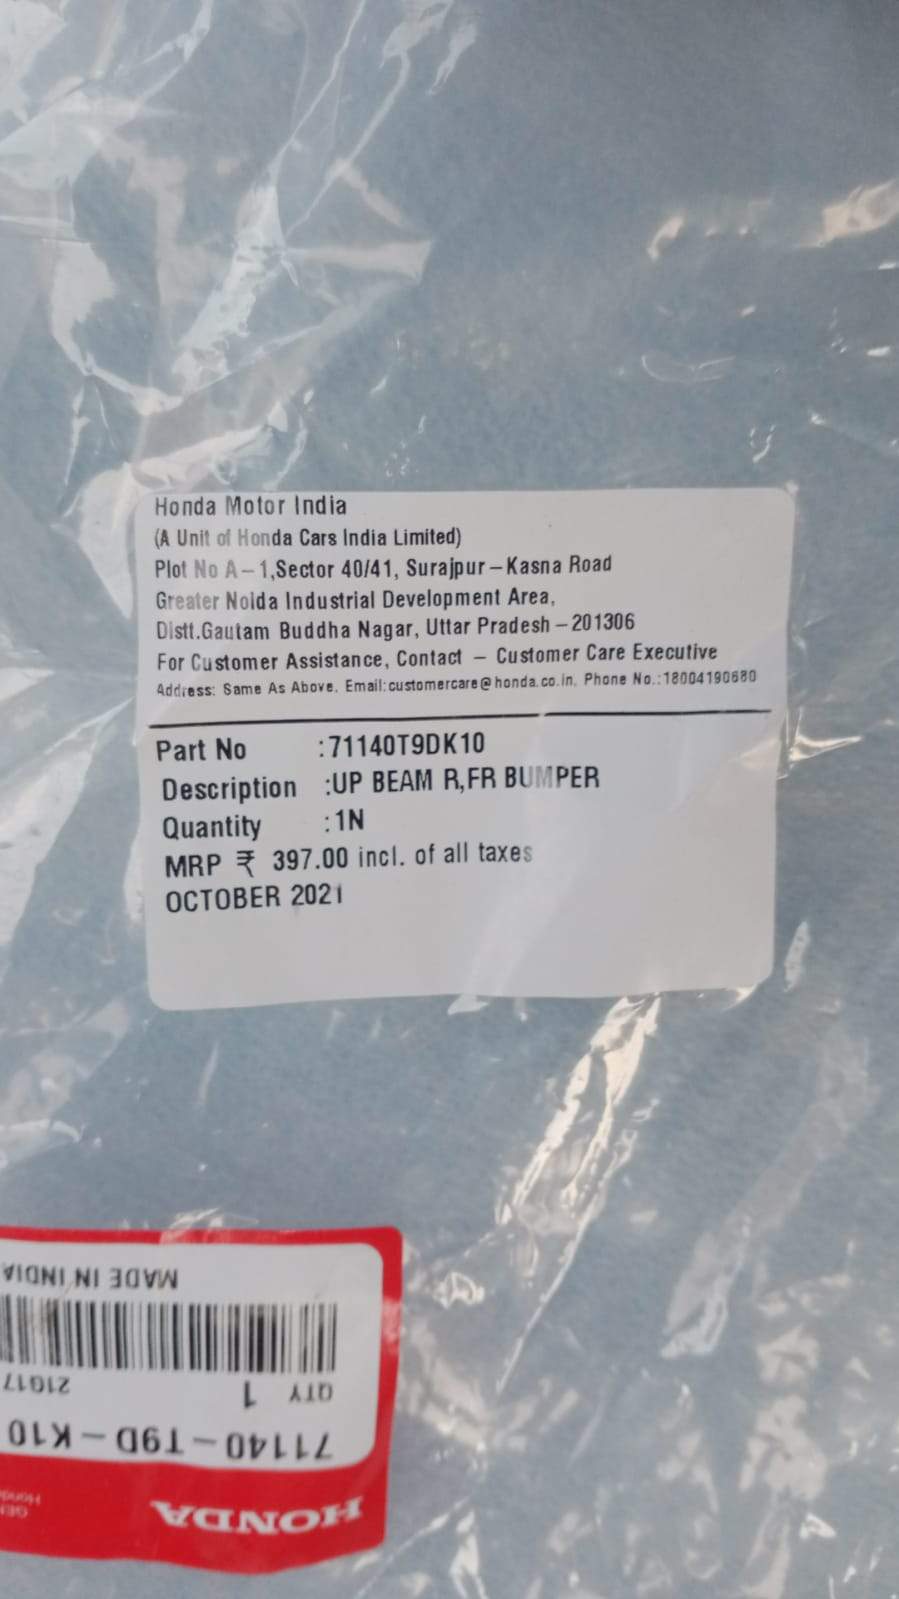 Honda Motor India
(A Unit of Honda Cars India Limited)
Plot No A-1,Sector 40/41, Surajpur-Kasna Road
Greater Noida Industrial Development Area,
Distt.Gautam Buddha Nagar, Uttar Pradesh-201306
For Customer Assistance, Contact - Customer Care Executive
Address: Same As Above. Email:customercare@honda.co.in. Phone No.:18004190680
Part No :71140T9DK10
Description :UP BEAM R,FR BUMPER
Quantity :1N
MRP ₹ 397.00 incl. of all taxes
OCTOBER 2021
HONDA
71140-T9D-K10
QTY 1 21G17
MADE IN INDIA